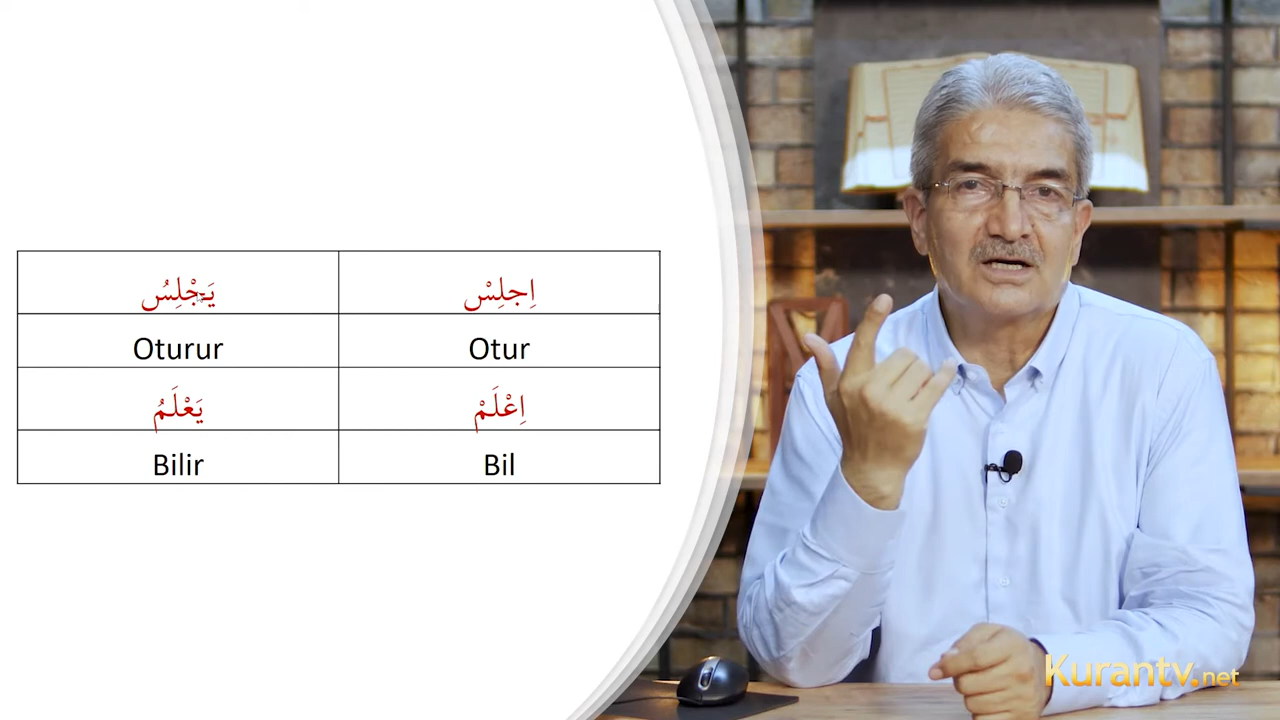 يَجْلِسُ اِجلِسْ
Oturur Otur
يَعْلَمُ اِعْلَمْ
Bilir Bil
Kurantv.net